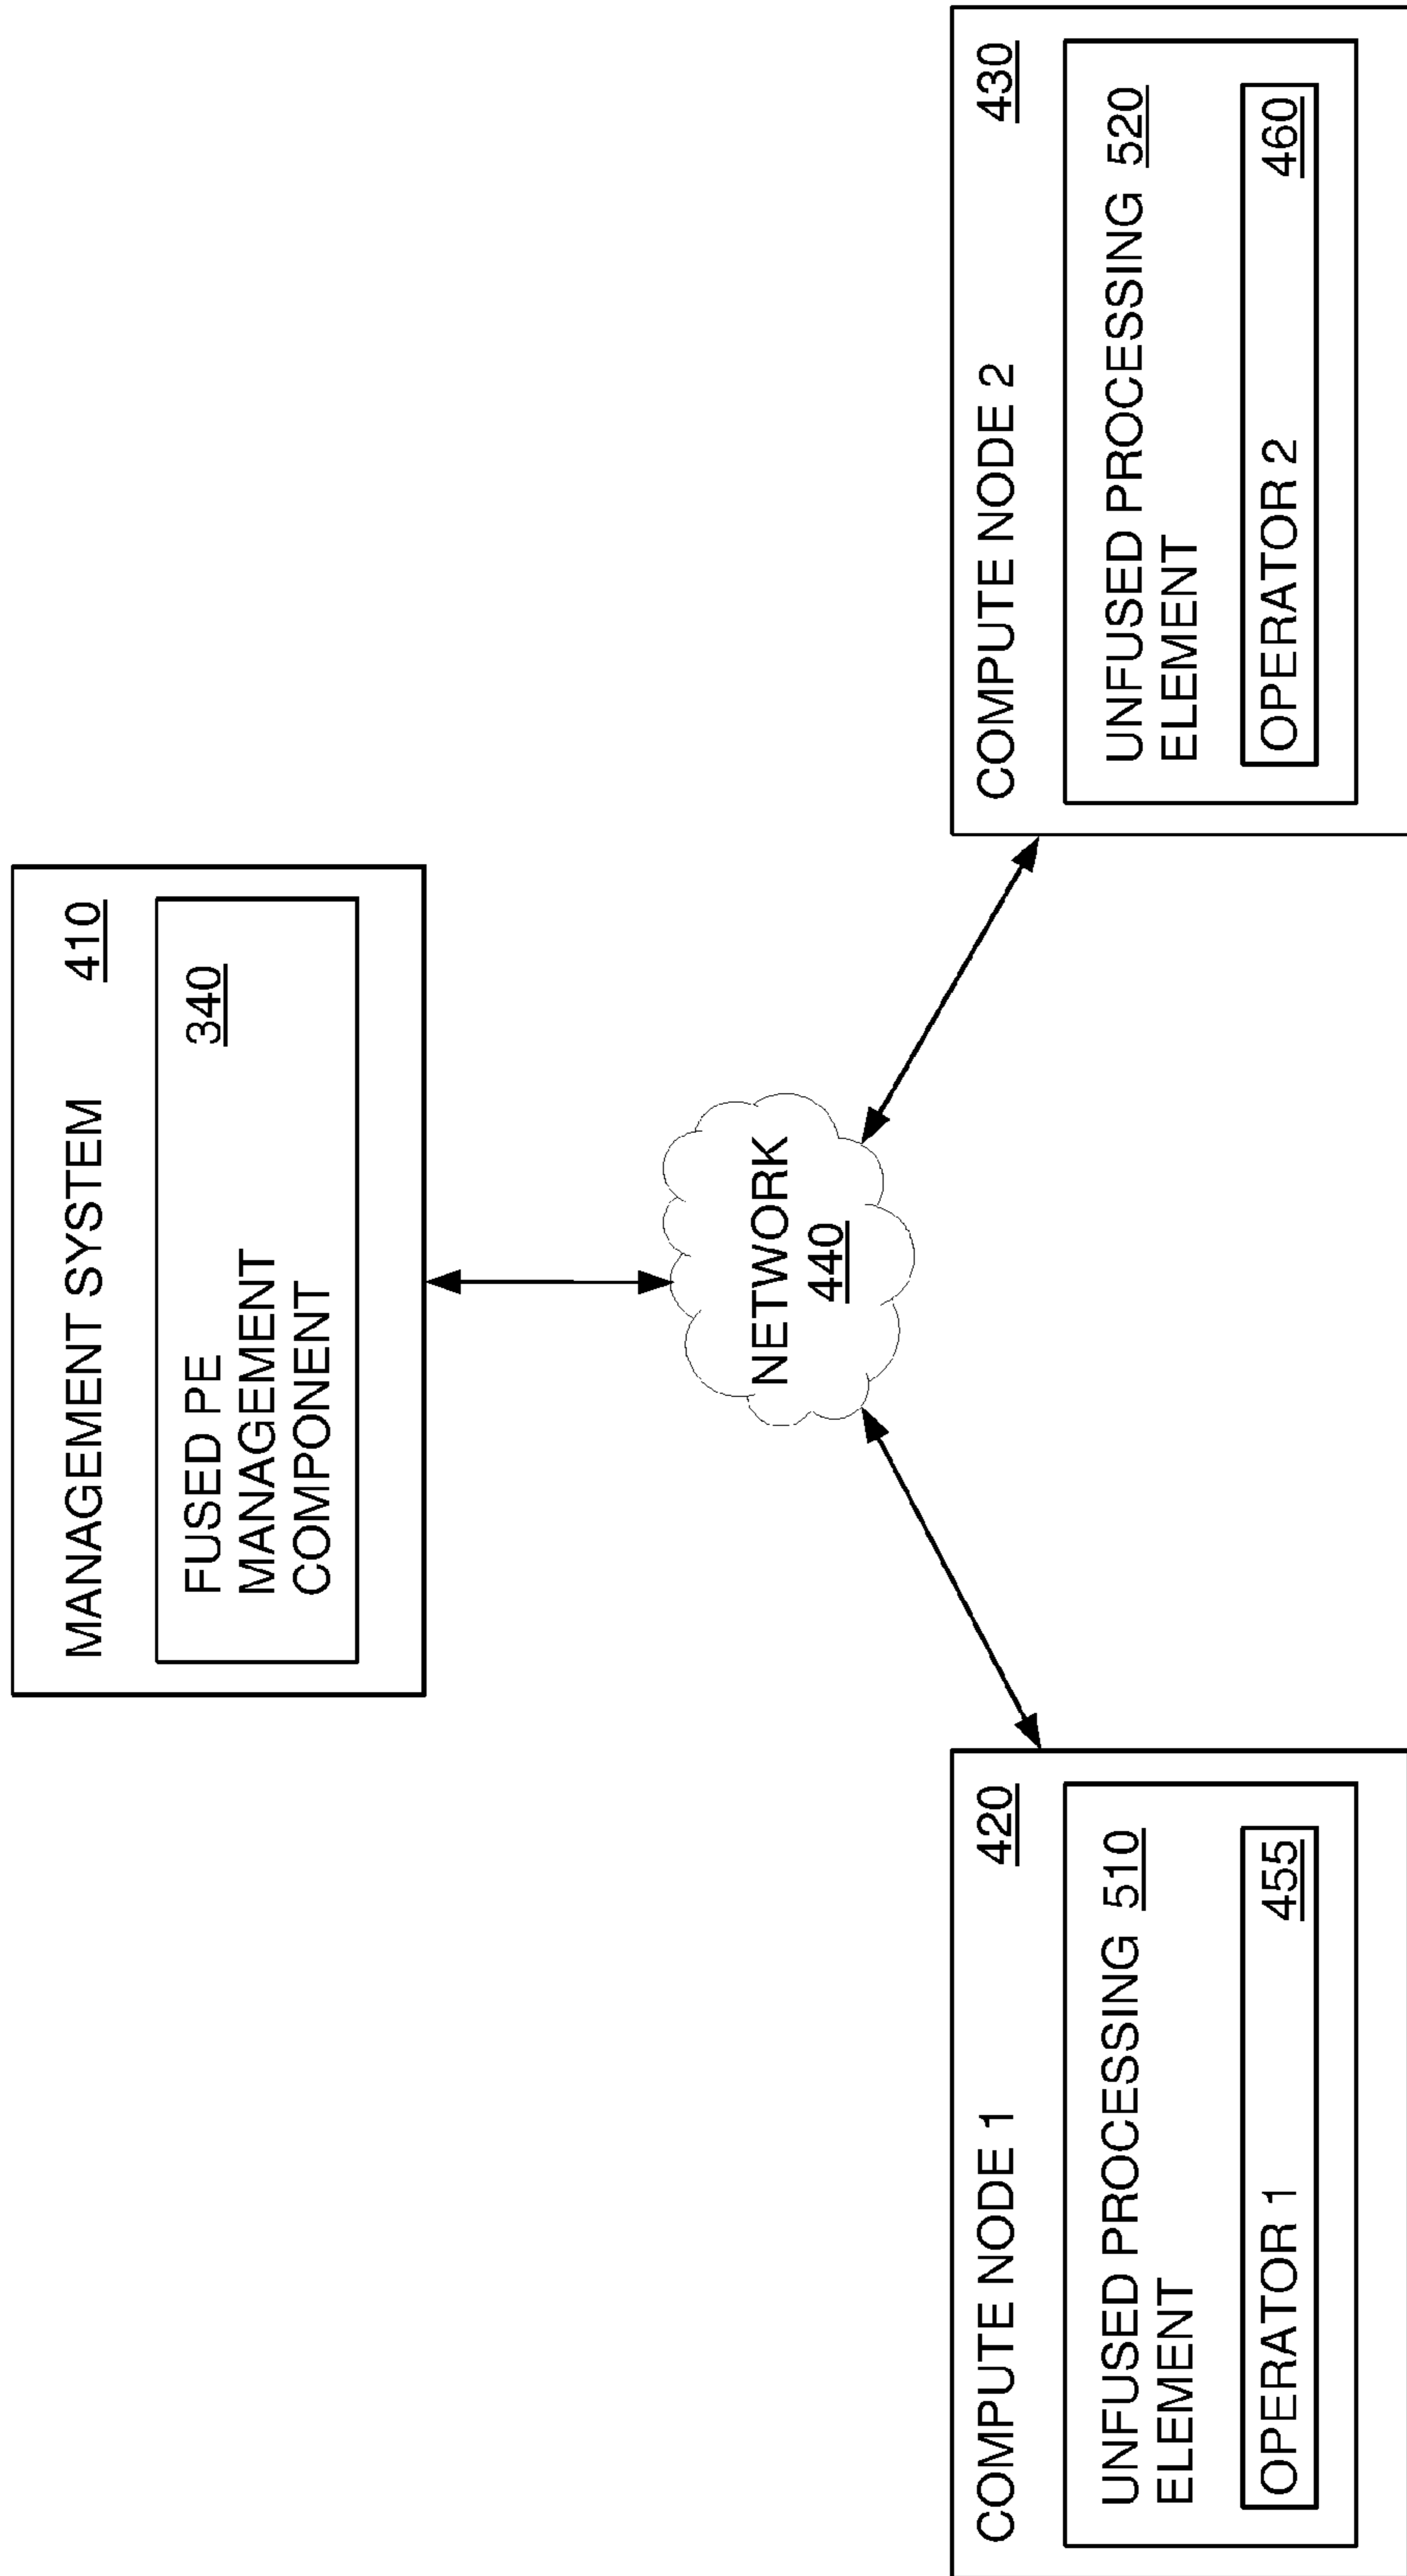 MANAGEMENT SYSTEM 410
FUSED PE 340
MANAGEMENT
COMPONENT
NETWORK
440
COMPUTE NODE 1 420
UNFUSED PROCESSING 510
ELEMENT
OPERATOR 1 455
COMPUTE NODE 2 430
UNFUSED PROCESSING 520
ELEMENT
OPERATOR 2 460